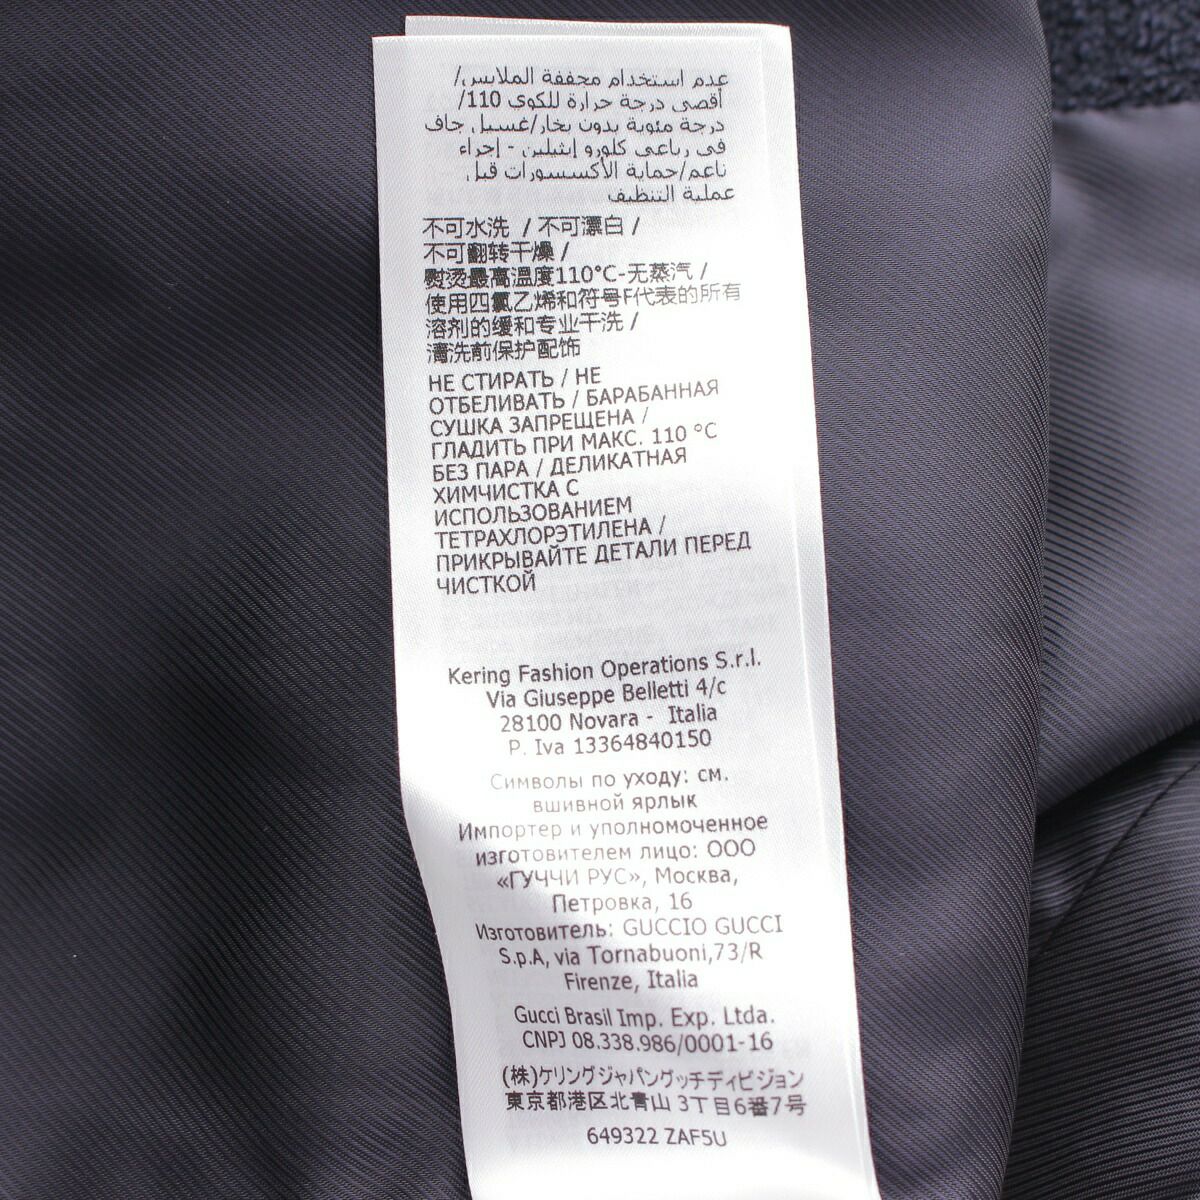 عدم استخدام مجففة الملابس/
أقصى درجة حرارة للكوي 110/
درجة مئوية بدون بخار/غسيل جاف
في رباعي كلورو إيثيلين - إجراء
ناعم/حماية الأكسسورات قبل
عملية التنظيف
不可水洗 / 不可漂白 /
不可翻转干燥 /
熨烫最高溫度110°C-无蒸汽 /
使用四氯乙烯和符号F代表的所有
溶剂的缓和专业干洗 /
清洗前保护配饰
НЕ СТИРАТЬ / НЕ
ОТБЕЛИВАТЬ / БАРАБАННАЯ
СУШКА ЗАПРЕЩЕНА /
ГЛАДИТЬ ПРИ МАКС. 110 °C
БЕЗ ПАРА / ДЕЛИКАТНАЯ
ХИМЧИСТКА С
ИСПОЛЬЗОВАНИЕМ
ТЕТРАХЛОРЭТИЛЕНА /
ПРИКРЫВАЙТЕ ДЕТАЛИ ПЕРЕД
ЧИСТКОЙ
Kering Fashion Operations S.r.l.
Via Giuseppe Belletti 4/c
28100 Novara - Italia
P. Iva 13364840150
Символы по уходу: см.
вшивной ярлык
Импортер и уполномоченное
изготовителем лицо: ООО
«ГУЧЧИ РУС», Москва,
Петровка, 16
Изготовитель: GUCCIO GUCCI
S.p.A, via Tornabuoni,73/R
Firenze, Italia
Gucci Brasil Imp. Exp. Ltda.
CNPJ 08.338.986/0001-16
(株)ケリングジャパングッチディビジョン
東京都港区北青山 3丁目6番7号
649322 ZAF5U